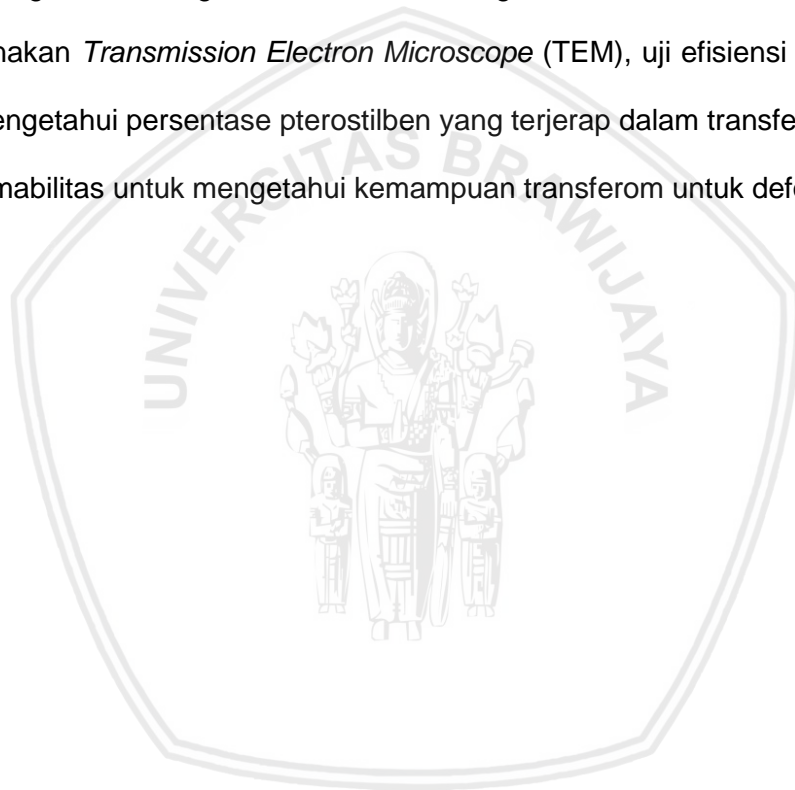 nakan Transmission Electron Microscope (TEM), uji efisiensi
engetahui persentase pterostilben yang terjerap dalam transfe
mabilitas untuk mengetahui kemampuan transferom untuk defo
UNIVERSITAS BRAWIJAYA